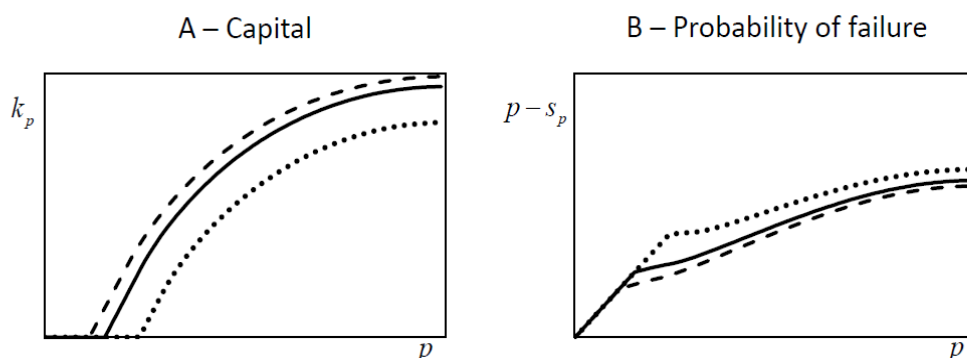 A – Capital
B – Probability of failure
k_p
p
p − s_p
p